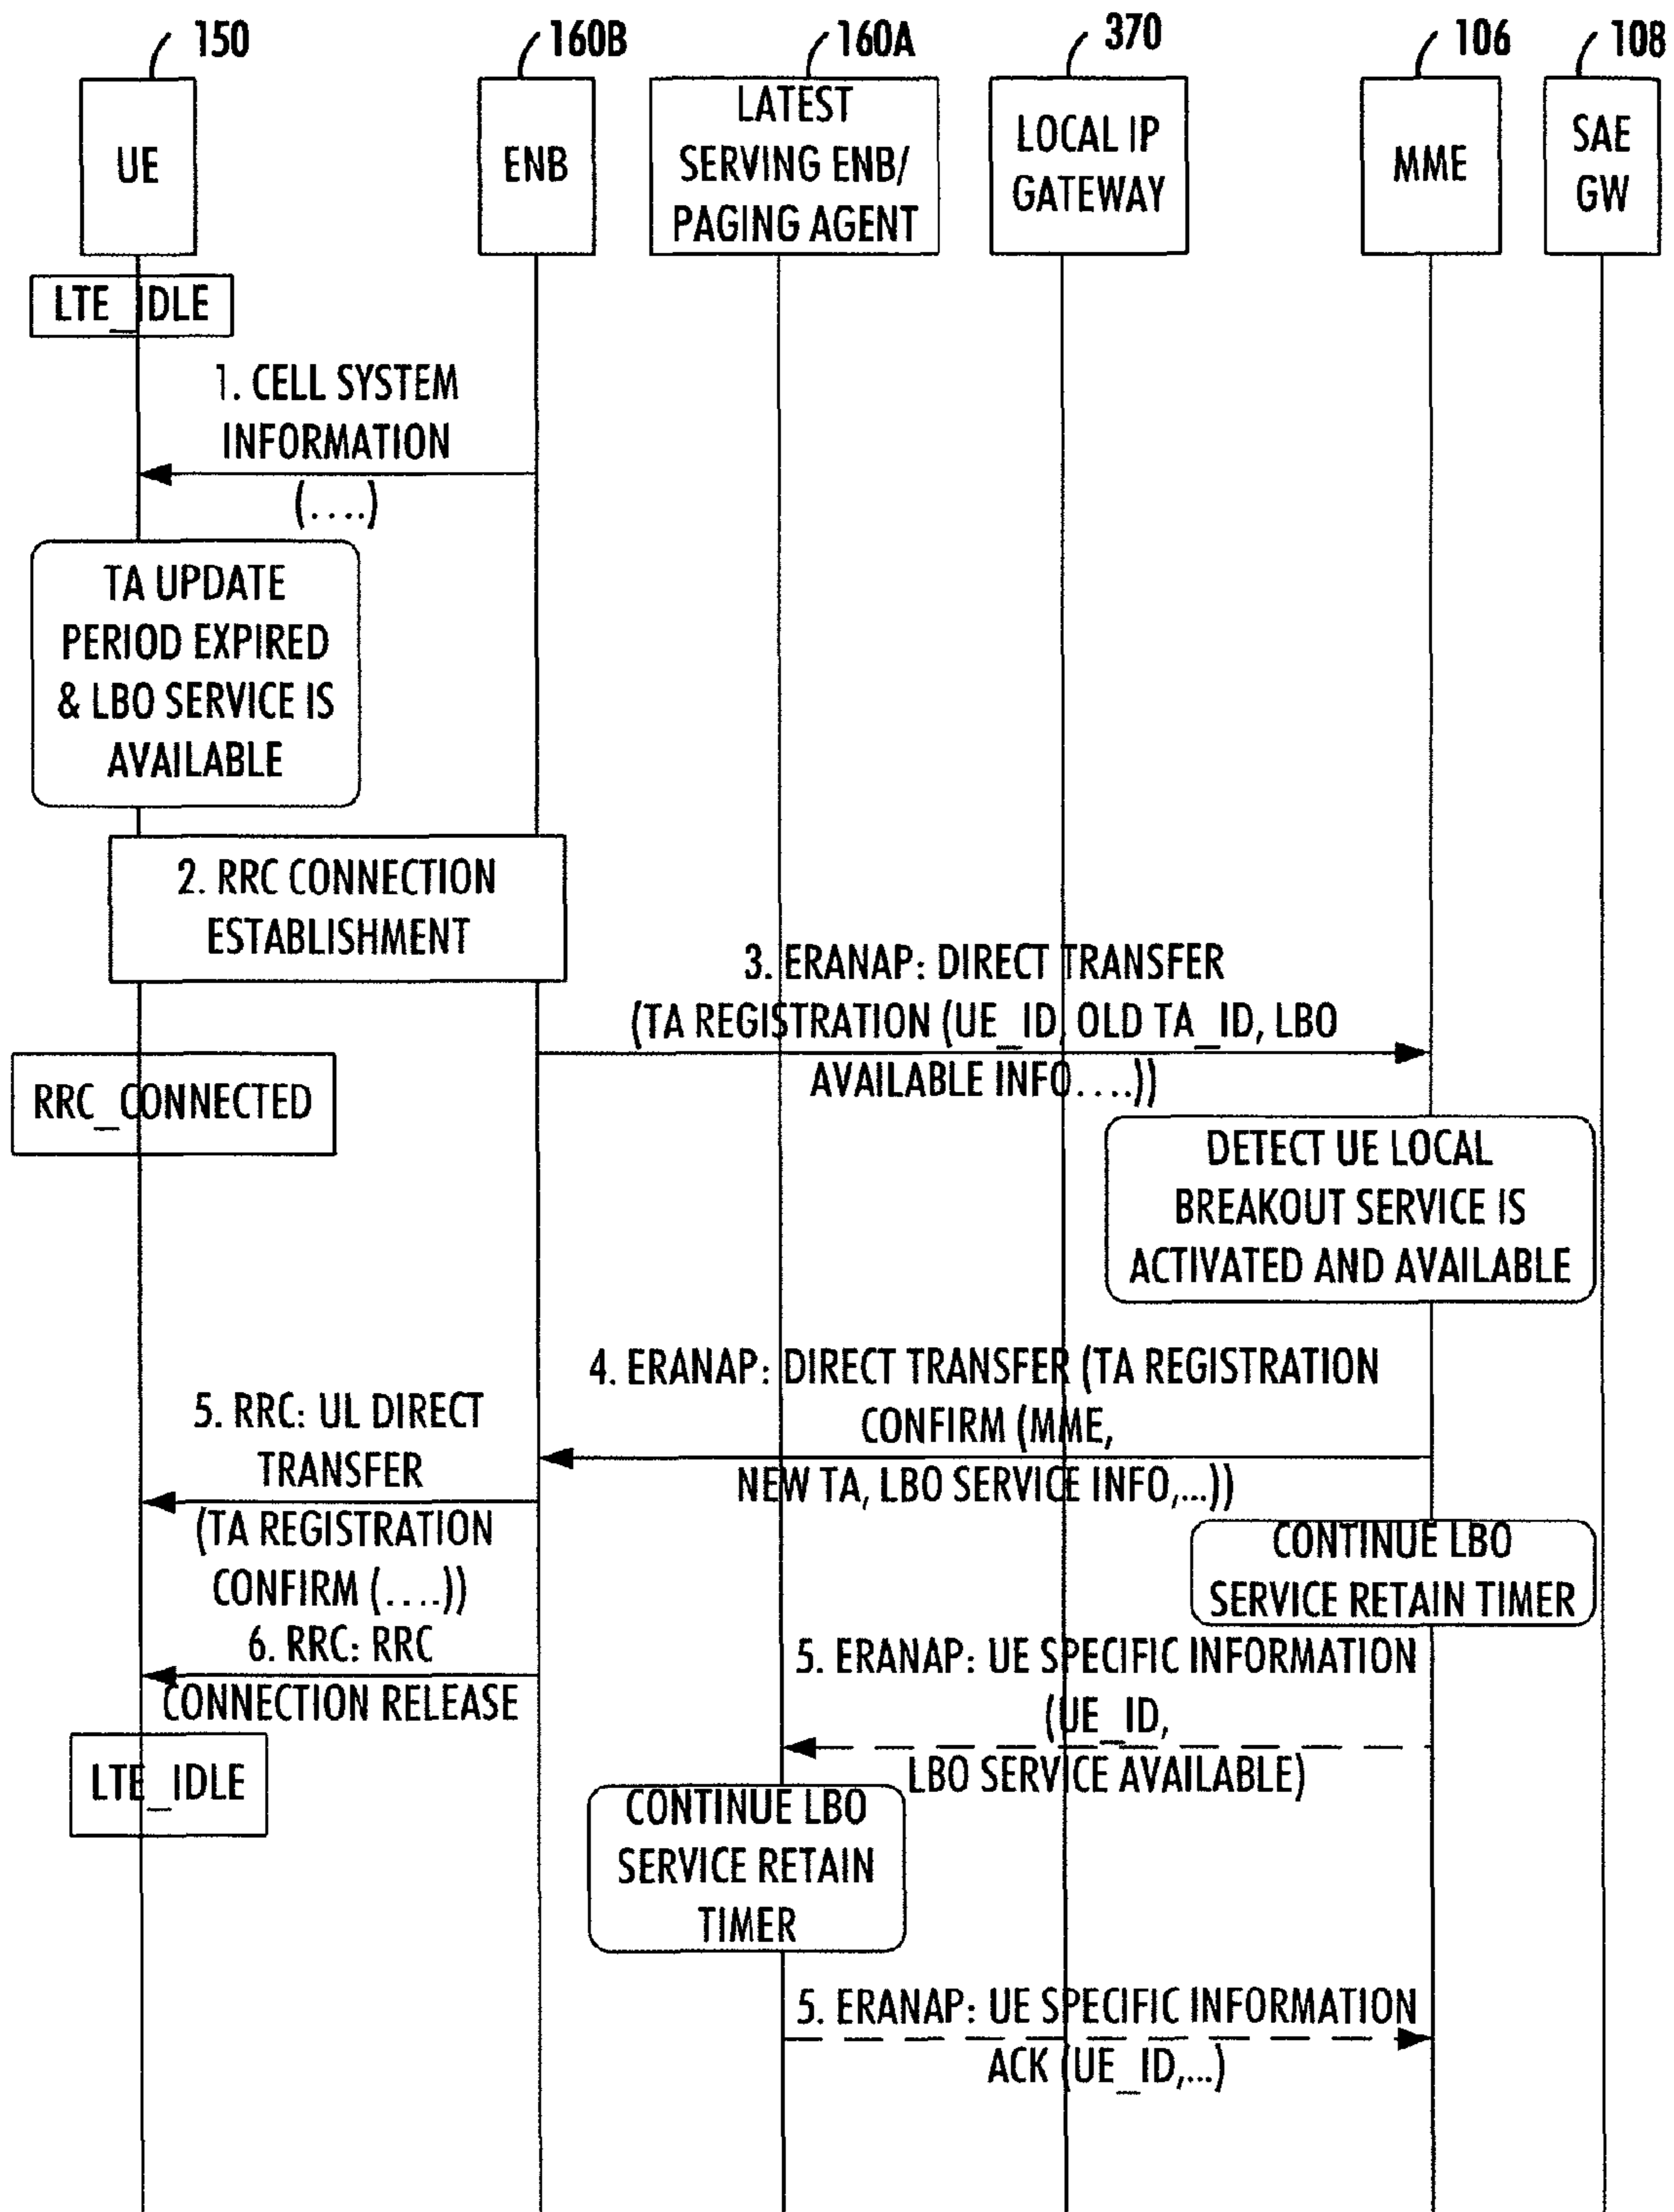 150
160B
160A
370
106
108
UE
ENB
LATEST
SERVING ENB/
PAGING AGENT
LOCAL IP
GATEWAY
MME
SAE
GW
LTE_IDLE
1. CELL SYSTEM
INFORMATION
(....)
TA UPDATE
PERIOD EXPIRED
& LBO SERVICE IS
AVAILABLE
2. RRC CONNECTION
ESTABLISHMENT
3. ERANAP: DIRECT TRANSFER
(TA REGISTRATION (UE_ID, OLD TA_ID, LBO
AVAILABLE INFO....))
RRC_CONNECTED
DETECT UE LOCAL
BREAKOUT SERVICE IS
ACTIVATED AND AVAILABLE
4. ERANAP: DIRECT TRANSFER (TA REGISTRATION
CONFIRM (MME,
NEW TA, LBO SERVICE INFO,...))
5. RRC: UL DIRECT
TRANSFER
(TA REGISTRATION
CONFIRM (....))
CONTINUE LBO
SERVICE RETAIN TIMER
6. RRC: RRC
CONNECTION RELEASE
5. ERANAP: UE SPECIFIC INFORMATION
(UE_ID,
LBO SERVICE AVAILABLE)
LTE_IDLE
CONTINUE LBO
SERVICE RETAIN
TIMER
5. ERANAP: UE SPECIFIC INFORMATION
ACK (UE_ID,...)